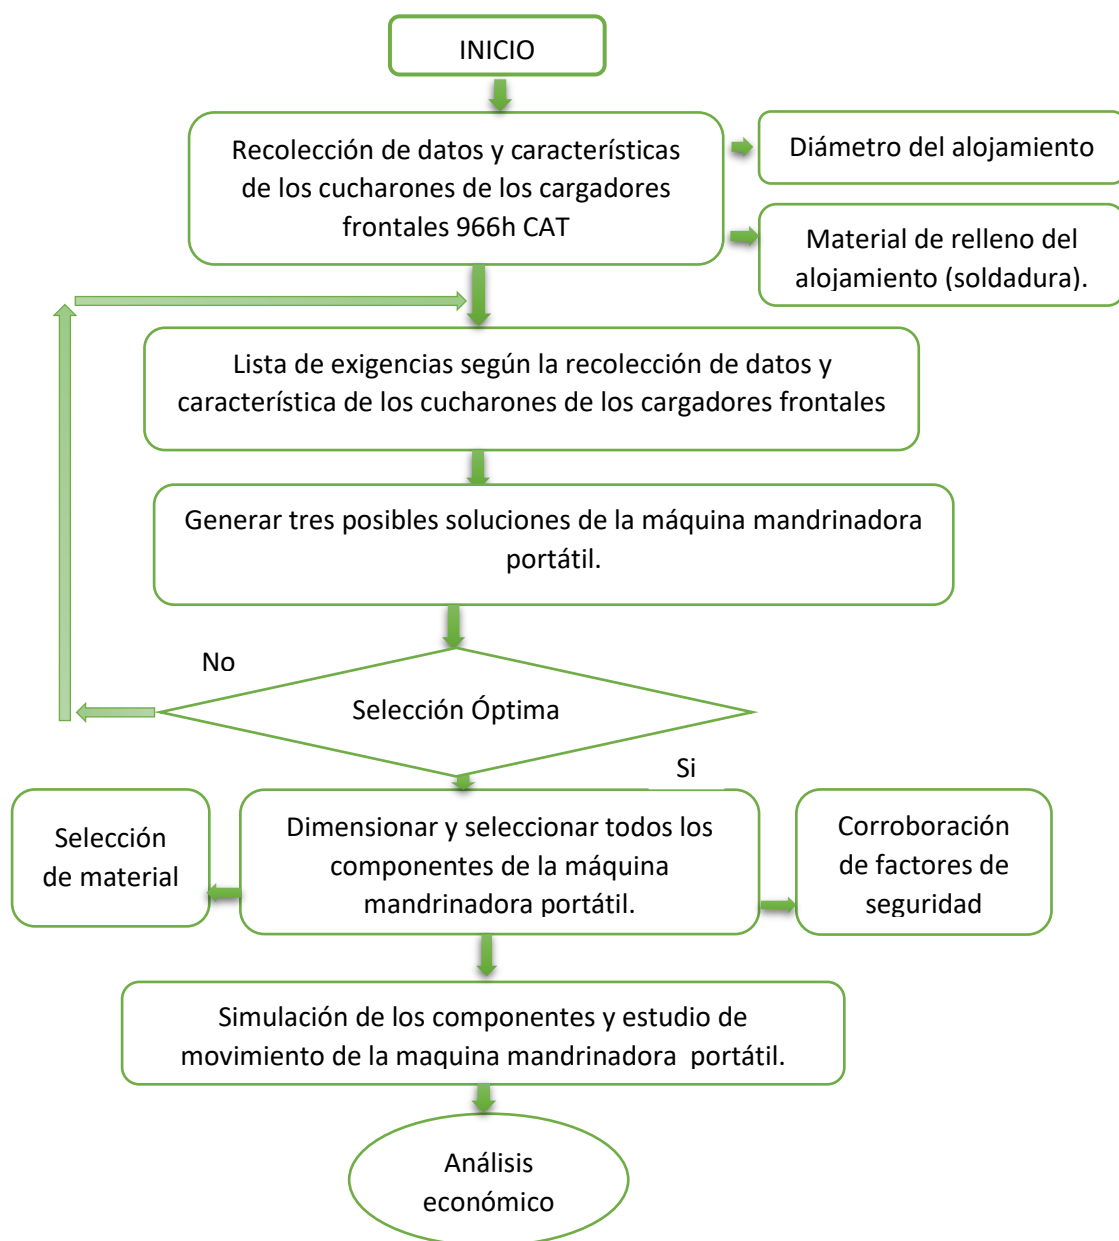 INICIO
Recolección de datos y características
de los cucharones de los cargadores
frontales 966h CAT
Diámetro del alojamiento
Material de relleno del
alojamiento (soldadura).
Lista de exigencias según la recolección de datos y
característica de los cucharones de los cargadores frontales
Generar tres posibles soluciones de la máquina mandrinadora
portátil.
No
Selección Óptima
Si
Selección
de material
Dimensionar y seleccionar todos los
componentes de la máquina
mandrinadora portátil.
Corroboración
de factores de
seguridad
Simulación de los componentes y estudio de
movimiento de la maquina mandrinadora  portátil.
Análisis
económico